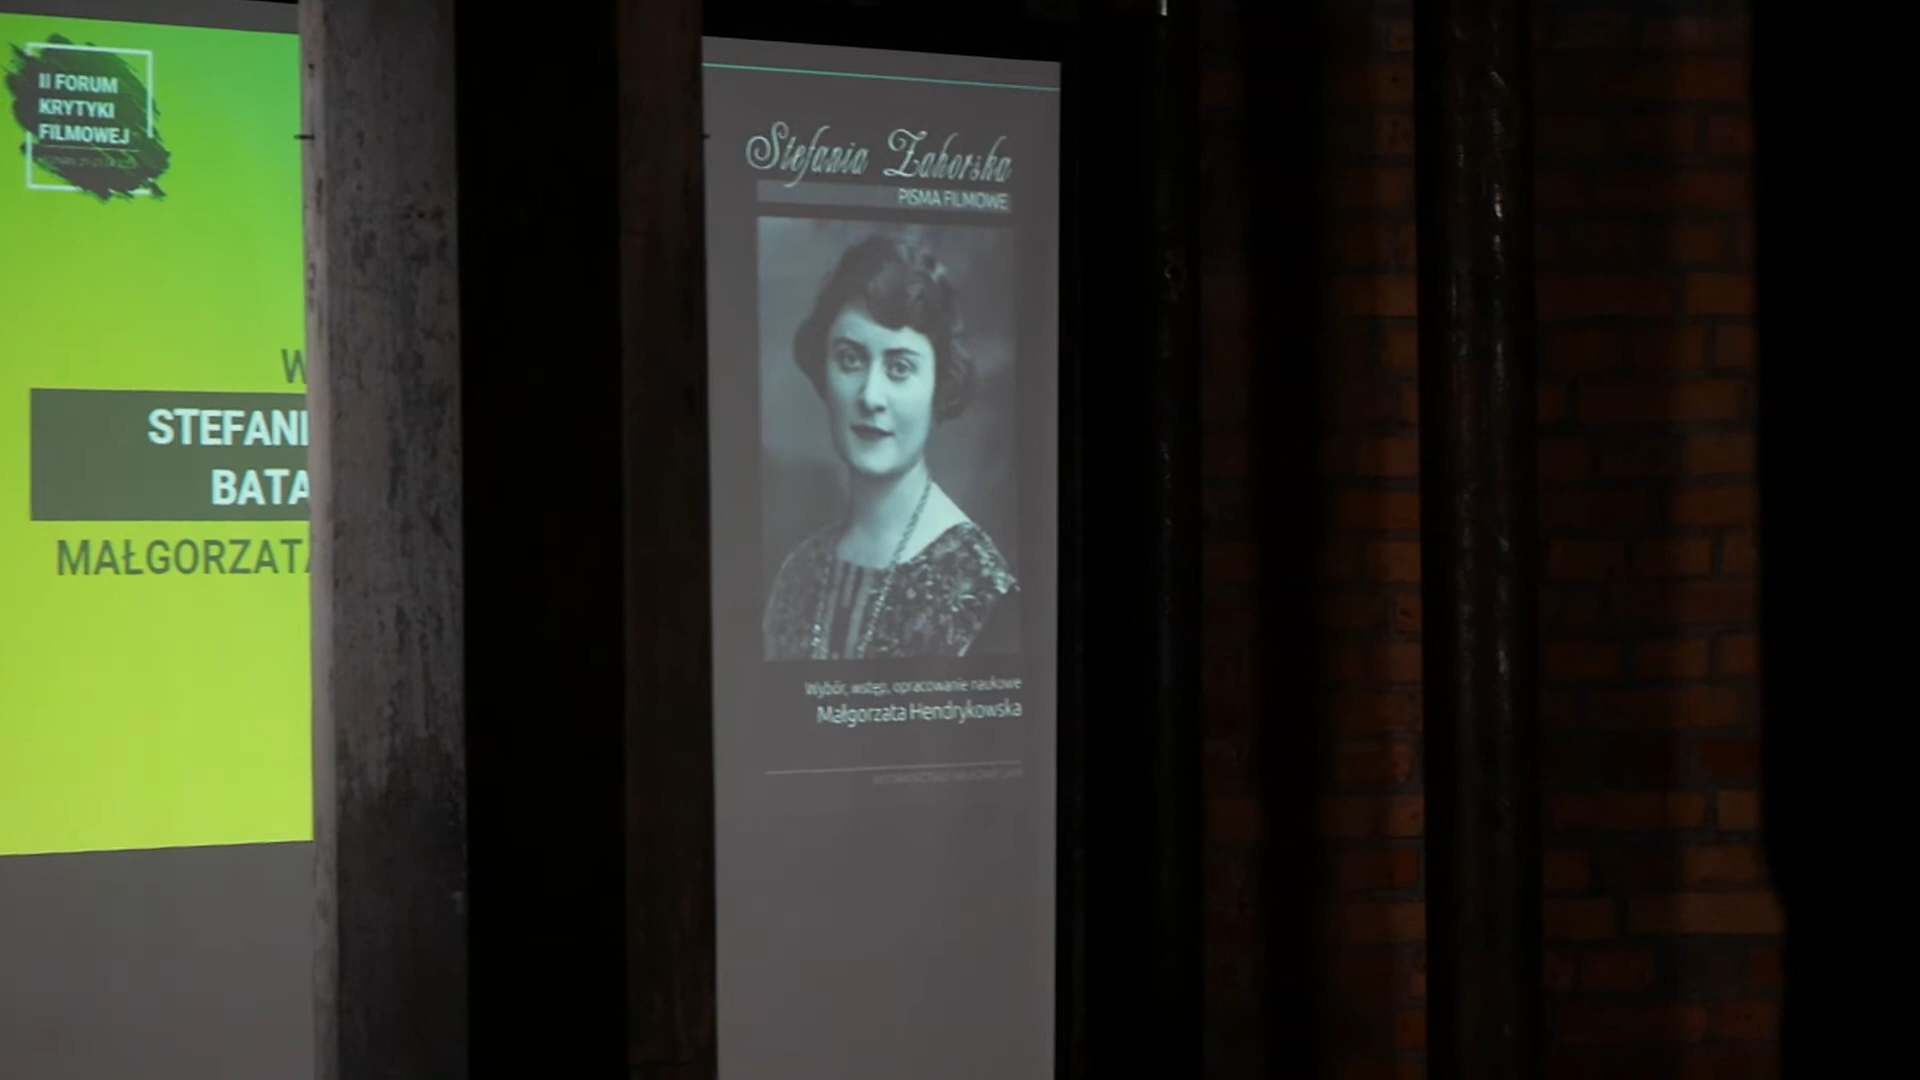 II FORUM
KRYTYKI
FILMOWEJ
W
STEFANI
BATA
MAŁGORZATA
Stefania Zahorska
PISMA FILMOWE
Wybór, wstęp, opracowanie naukowe
Małgorzata Hendrykowska